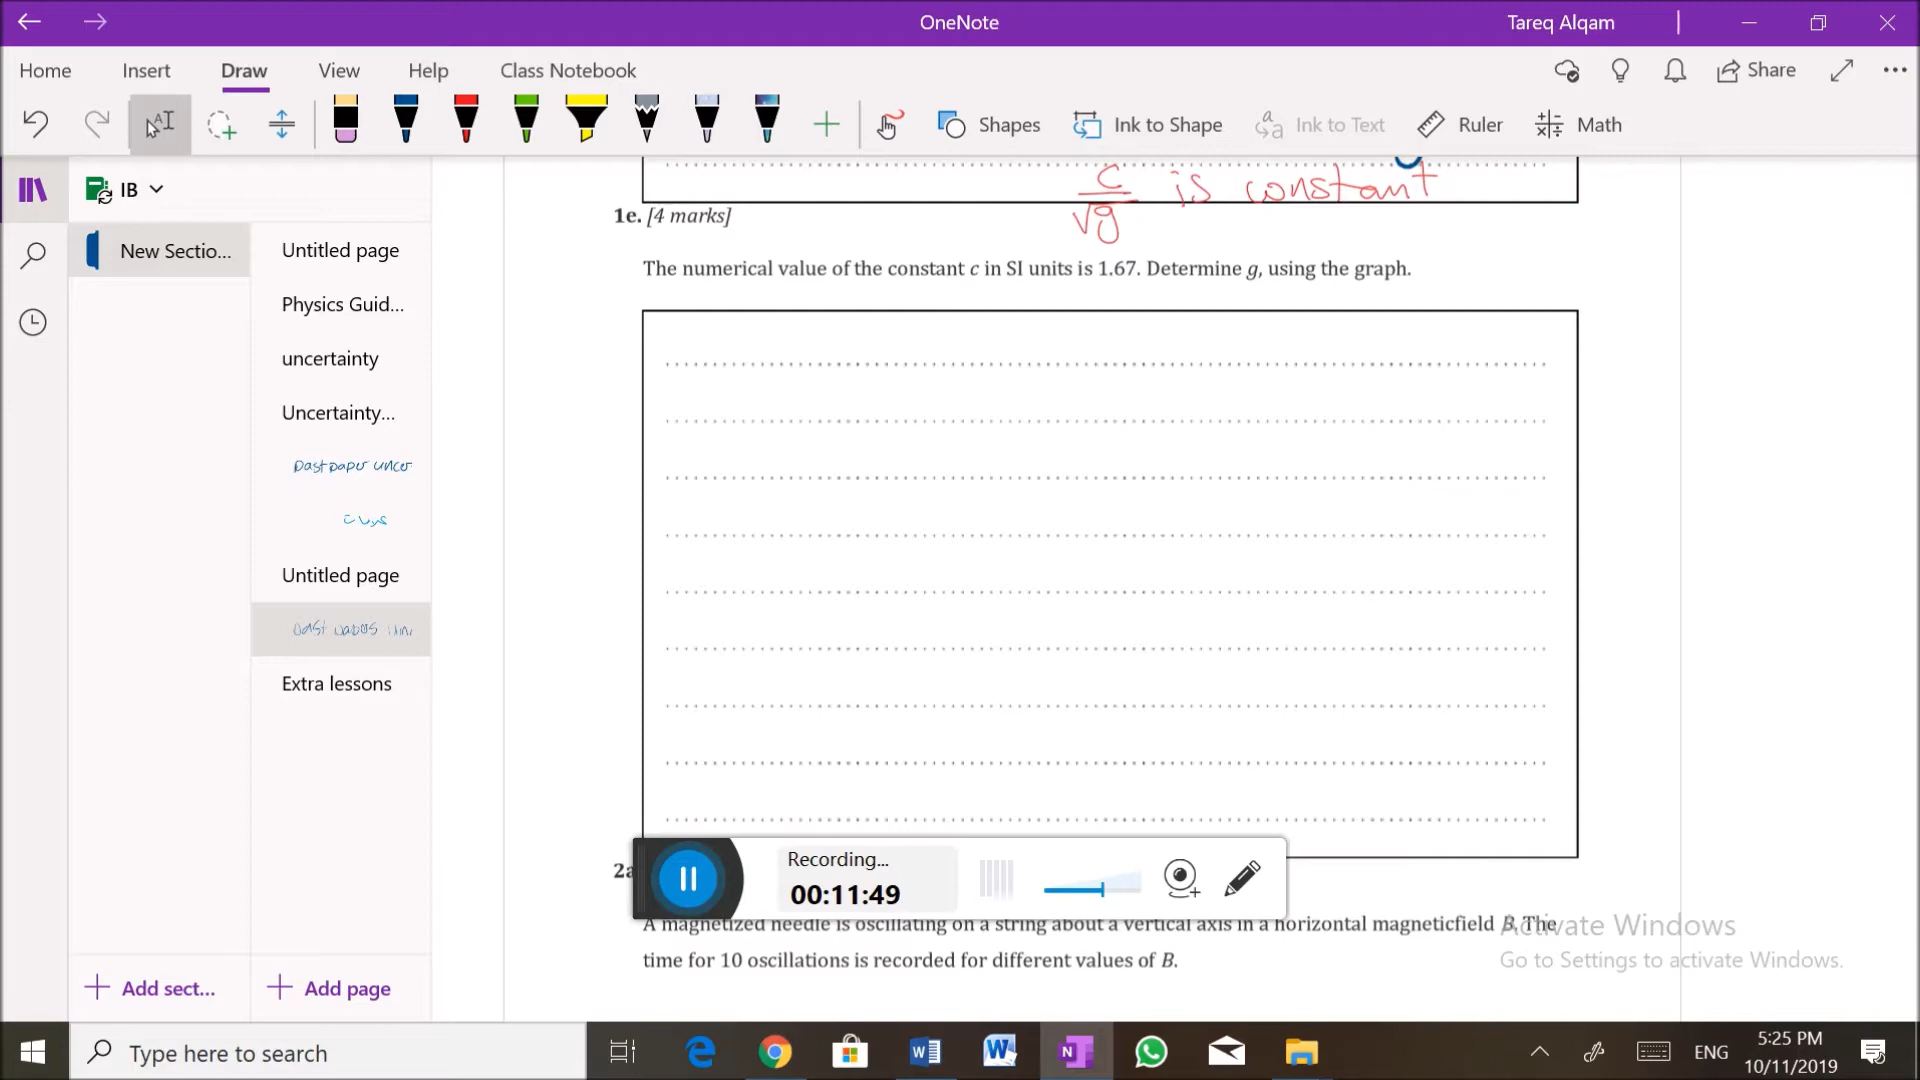 OneNote
Tareq Alqam
Home Insert Draw View Help Class Notebook Share
Shapes Ink to Shape Ink to Text Ruler Math
IB
New Sectio...
Untitled page
Physics Guid...
uncertainty
Uncertainty...
pastpaper uncer
Untitled page
Extra lessons
Add sect... Add page
c
√g is constant
1e. [4 marks]
The numerical value of the constant c in SI units is 1.67. Determine g, using the graph.
2a
Recording...
00:11:49
A magnetized needle is oscillating on a string about a vertical axis in a horizontal magneticfield B. The
time for 10 oscillations is recorded for different values of B.
Activate Windows
Go to Settings to activate Windows.
Type here to search
ENG
5:25 PM
10/11/2019